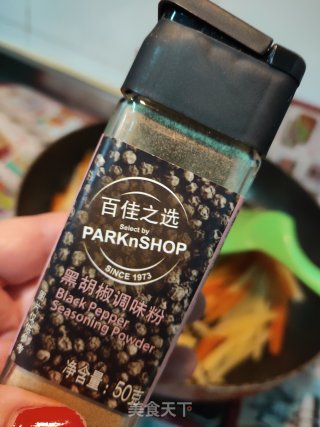 百佳之选
Select by
PARKnSHOP
SINCE 1973
黑胡椒调味粉
Black Pepper
Seasoning Powder
净含量：50克
美食天下